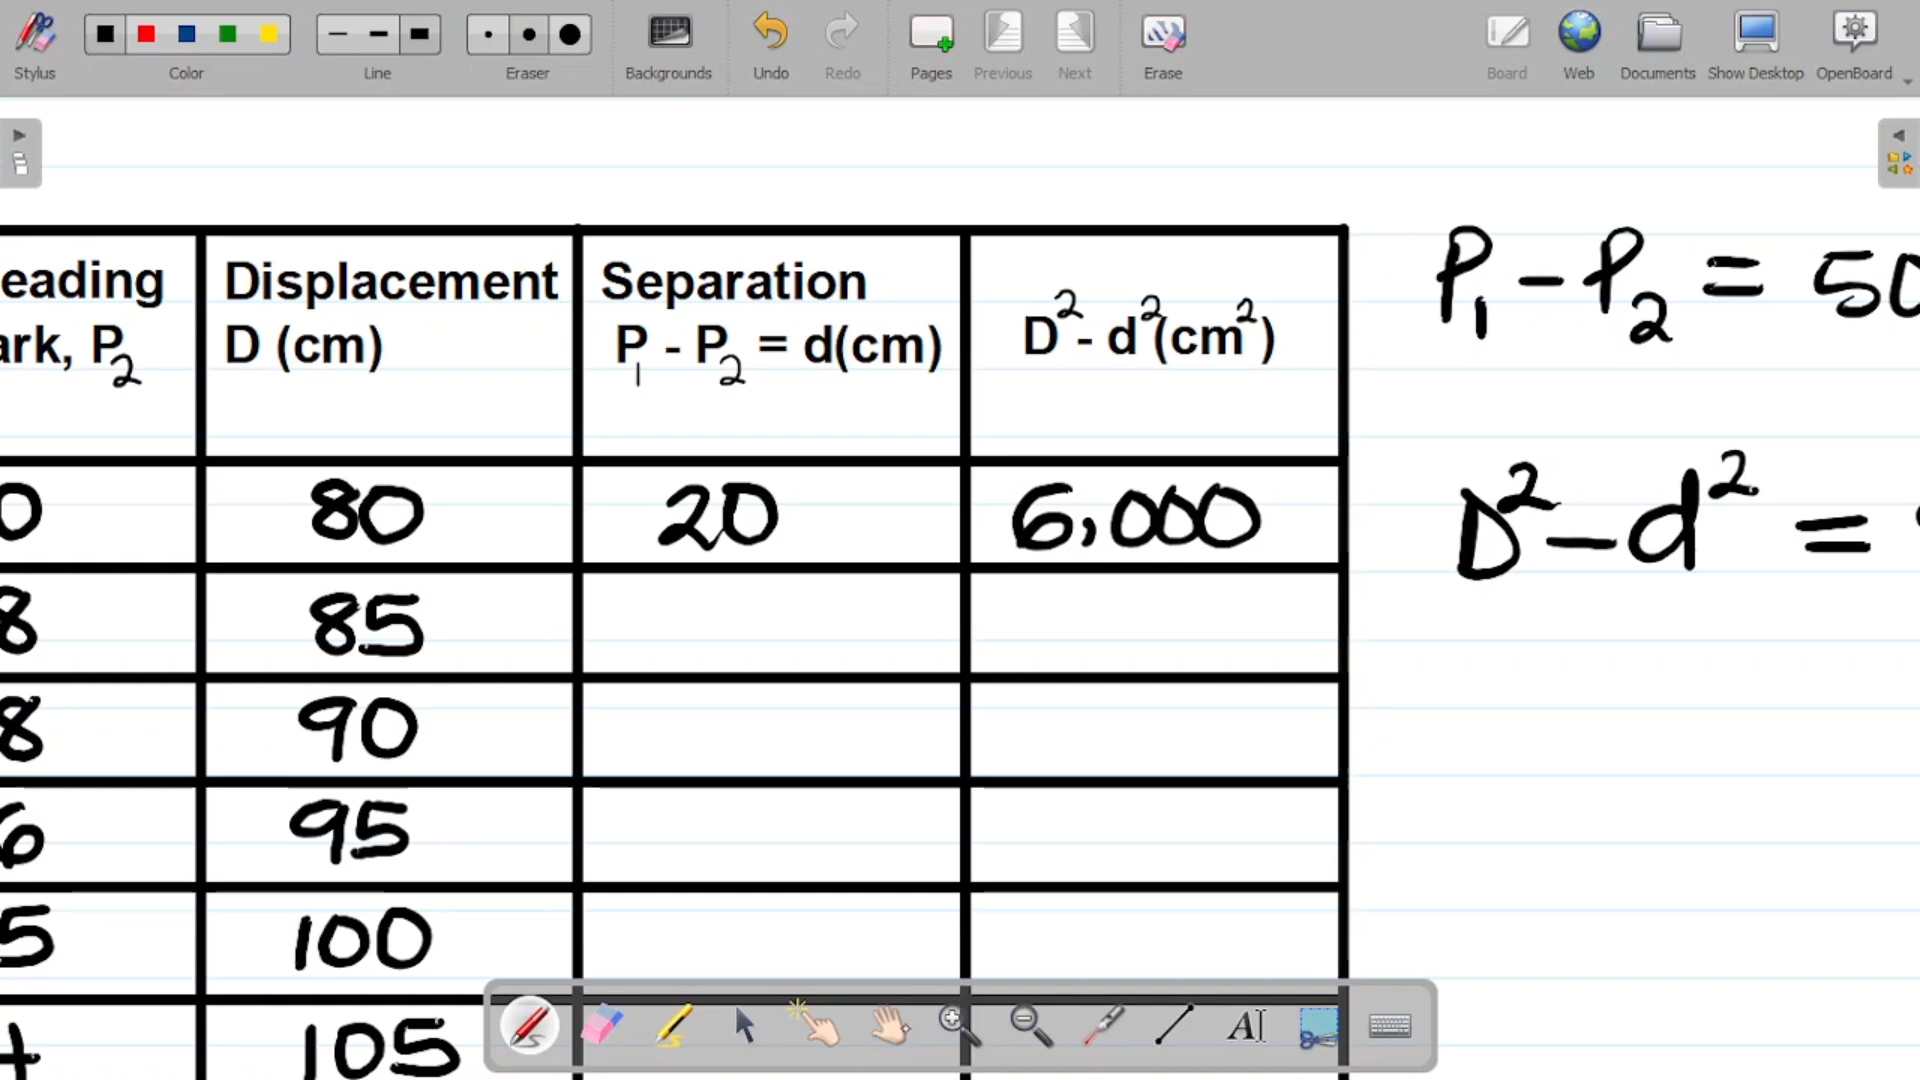 Stylus Color Line Eraser Backgrounds Undo Redo Pages Previous Next Erase Board Web Documents Show Desktop OpenBoard
eading Displacement Separation
ark, P₂ D (cm) P₁ - P₂ = d(cm) D² - d² (cm²)
P₁ - P₂ = 50
0 80 20 6,000
D² - d² =
8 85
8 90
6 95
5 100
105